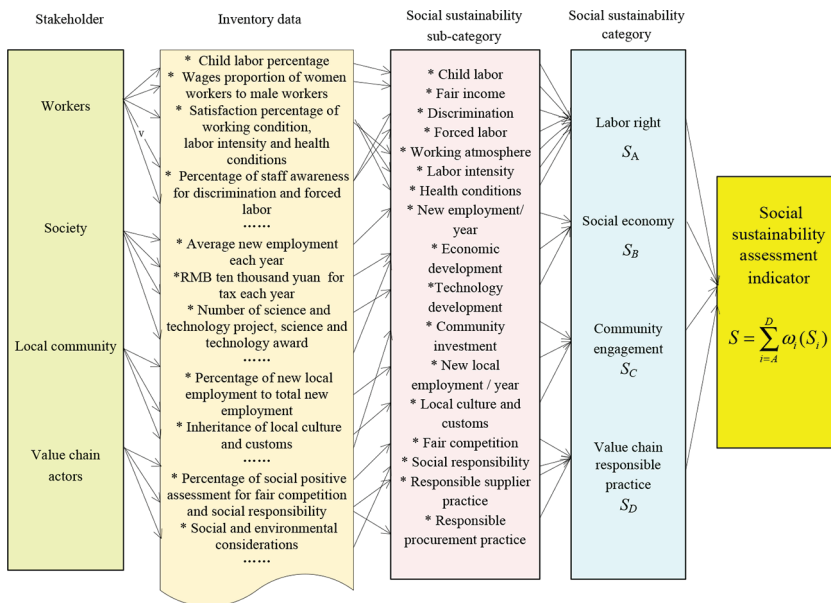 Stakeholder
Inventory data
Social sustainability
sub-category
Social sustainability
category
Workers
v
Society
Local community
Value chain
actors
* Child labor percentage
* Wages proportion of women
workers to male workers
* Satisfaction percentage of
working condition,
labor intensity and health
conditions
* Percentage of staff awareness
for discrimination and forced
labor
……
* Average new employment
each year
*RMB ten thousand yuan for
tax each year
* Number of science and
technology project, science and
technology award
……
* Percentage of new local
employment to total new
employment
* Inheritance of local culture
and customs
……
* Percentage of social positive
assessment for fair competition
and social responsibility
* Social and environmental
considerations
……
* Child labor
* Fair income
* Discrimination
* Forced labor
* Working atmosphere
* Labor intensity
* Health conditions
* New employment/
year
* Economic
development
*Technology
development
* Community
investment
* New local
employment / year
* Local culture and
customs
* Fair competition
* Social responsibility
* Responsible supplier
practice
* Responsible
procurement practice
Labor right
S_A
Social economy
S_B
Community
engagement
S_C
Value chain
responsible
practice
S_D
Social
sustainability
assessment
indicator
S = ∑_{i=A}^{D} ω_i(S_i)